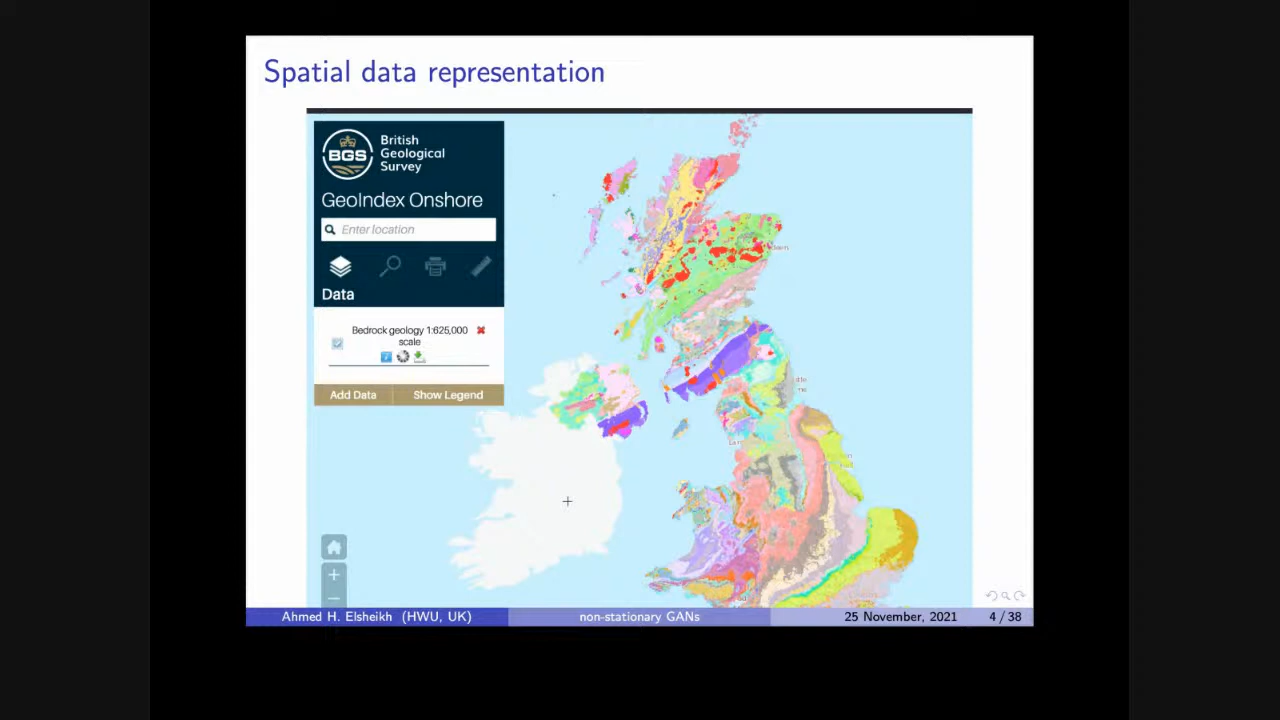 Spatial data representation
BGS
British
Geological
Survey
GeoIndex Onshore
Enter location
Data
Bedrock geology 1:625,000
scale
Add Data
Show Legend
Ahmed H. Elsheikh (HWU, UK)
non-stationary GANs
25 November, 2021
4 / 38